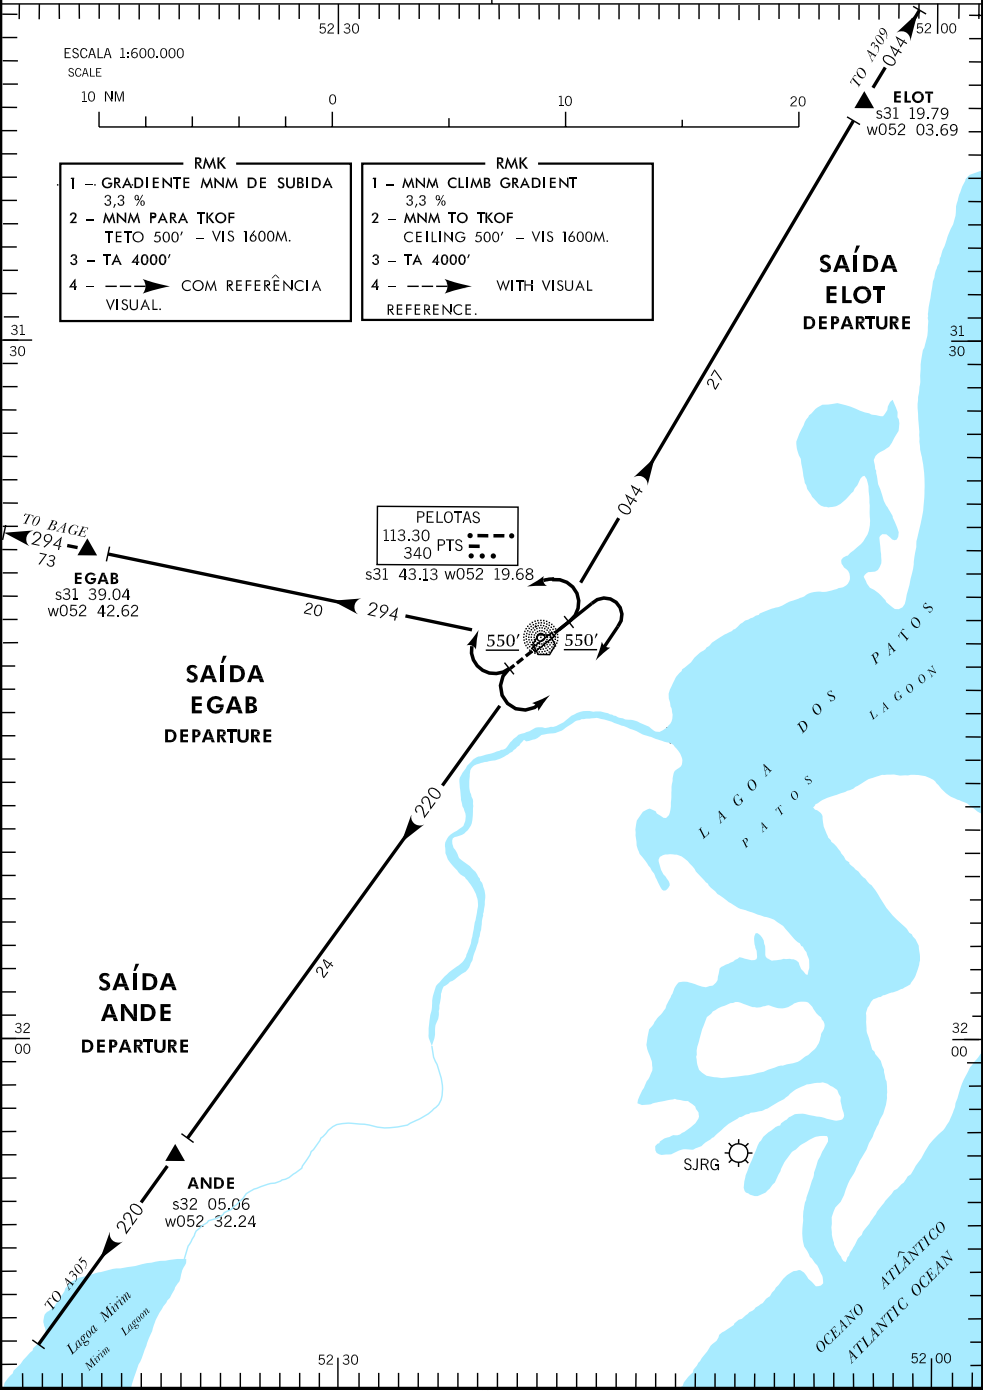 52 30
52 00
ESCALA 1:600.000
SCALE
10 NM
0
10
20
TO A309
044
ELOT
s31 19.79
w052 03.69
RMK
1 – GRADIENTE MNM DE SUBIDA
3,3 %
2 – MNM PARA TKOF
TETO 500′ – VIS 1600M.
3 – TA 4000′
4 – COM REFERÊNCIA
VISUAL.
RMK
1 – MNM CLIMB GRADIENT
3,3 %
2 – MNM TO TKOF
CEILING 500′ – VIS 1600M.
3 – TA 4000′
4 – WITH VISUAL
REFERENCE.
SAÍDA
ELOT
DEPARTURE
31
30
31
30
27
044
TO BAGE
294
73
EGAB
s31 39.04
w052 42.62
PELOTAS
113.30
340 PTS
s31 43.13 w052 19.68
20
294
550′
550′
SAÍDA
EGAB
DEPARTURE
LAGOA DOS PATOS
PATOS LAGOON
220
24
SAÍDA
ANDE
DEPARTURE
32
00
32
00
SJRG
ANDE
s32 05.06
w052 32.24
220
TO A305
Lagoa Mirim
Mirim Lagoon
OCEANO ATLÂNTICO
ATLANTIC OCEAN
52 30
52 00